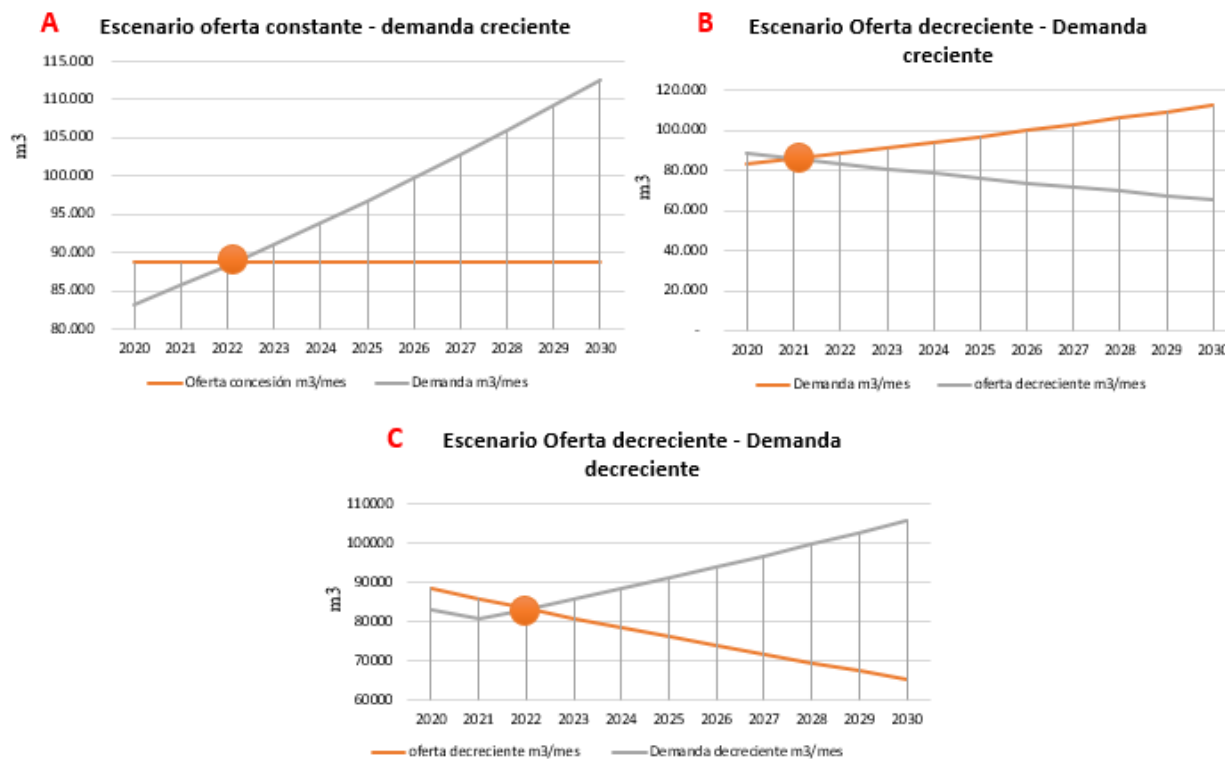 A
Escenario oferta constante - demanda creciente
115.000
110.000
105.000
100.000
95.000
90.000
85.000
80.000
m3
2020 2021 2022 2023 2024 2025 2026 2027 2028 2029 2030
Oferta concesión m3/mes Demanda m3/mes
B
Escenario Oferta decreciente - Demanda
creciente
120.000
100.000
80.000
60.000
40.000
20.000
-
m3
2020 2021 2022 2023 2024 2025 2026 2027 2028 2029 2030
Demanda m3/mes oferta decreciente m3/mes
C
Escenario Oferta decreciente - Demanda
decreciente
110000
100000
90000
80000
70000
60000
m3
2020 2021 2022 2023 2024 2025 2026 2027 2028 2029 2030
oferta decreciente m3/mes Demanda decreciente m3/mes